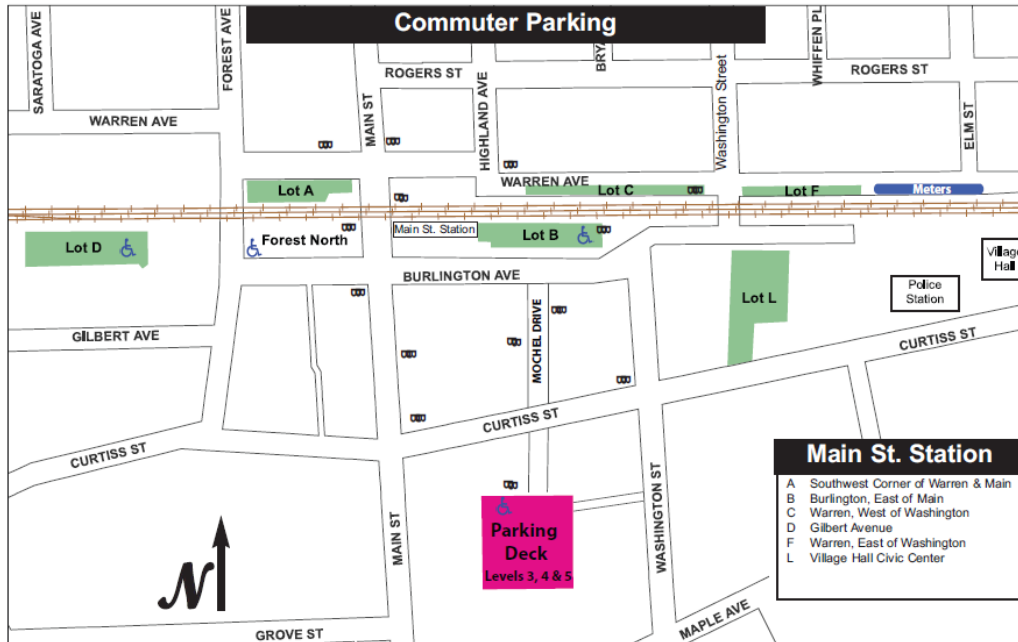 Commuter Parking
SARATOGA AVE
FOREST AVE
MAIN ST
ROGERS ST
HIGHLAND AVE
BRYA
Washington Street
WHIFFEN PL
ROGERS ST
ELM ST
WARREN AVE
WARREN AVE
Lot A
Lot C
Lot F
Meters
Lot D
Forest North
Main St. Station
Lot B
BURLINGTON AVE
Lot L
Police
Station
Village
Hall
GILBERT AVE
MOCHEL DRIVE
CURTISS ST
CURTISS ST
CURTISS ST
MAIN ST
WASHINGTON ST
Parking
Deck
Levels 3, 4 & 5
N
GROVE ST
MAPLE AVE
Main St. Station
A Southwest Corner of Warren & Main
B Burlington, East of Main
C Warren, West of Washington
D Gilbert Avenue
F Warren, East of Washington
L Village Hall Civic Center